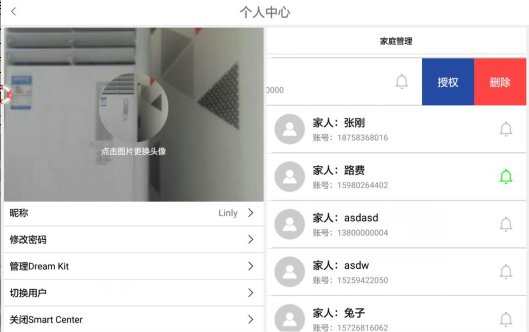 个人中心
点击图片更换头像
昵称 Linly
修改密码
管理Dream Kit
切换用户
关闭Smart Center
家庭管理
0000
授权 删除
家人：张刚
账号：18758368016
家人：路费
账号：15980264402
家人：asdasd
账号：13800000004
家人：asdw
账号：15259422050
家人：兔子
账号：15726816062